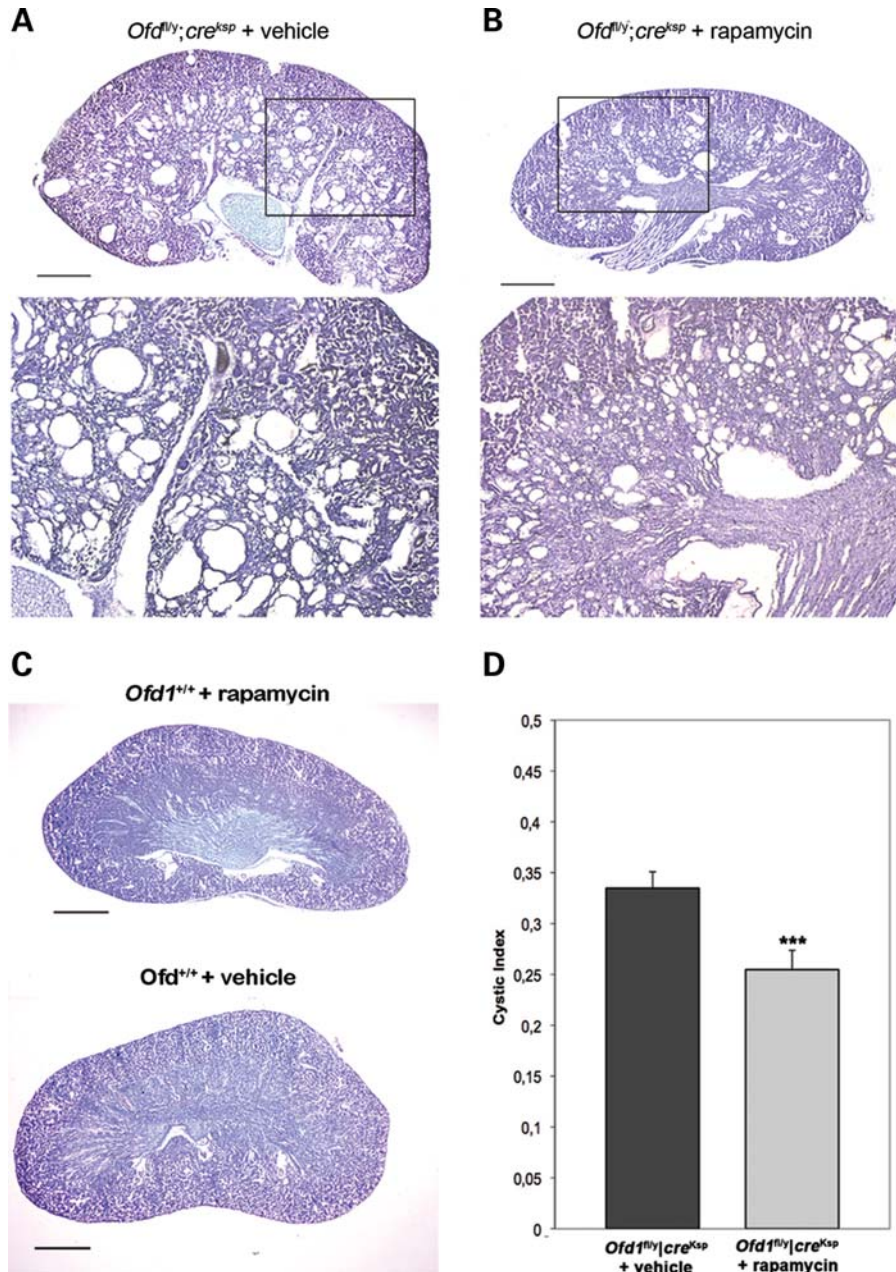 A
Ofd^fl/y;cre^ksp + vehicle
B
Ofd^fl/y;cre^ksp + rapamycin
C
Ofd1^+/+ + rapamycin
Ofd^+/+ + vehicle
D
0,5
0,45
0,4
0,35
0,3
0,25
0,2
0,15
0,1
0,05
0
Cystic Index
***
Ofd1^fl/y|cre^Ksp
+ vehicle
Ofd1^fl/y|cre^Ksp
+ rapamycin